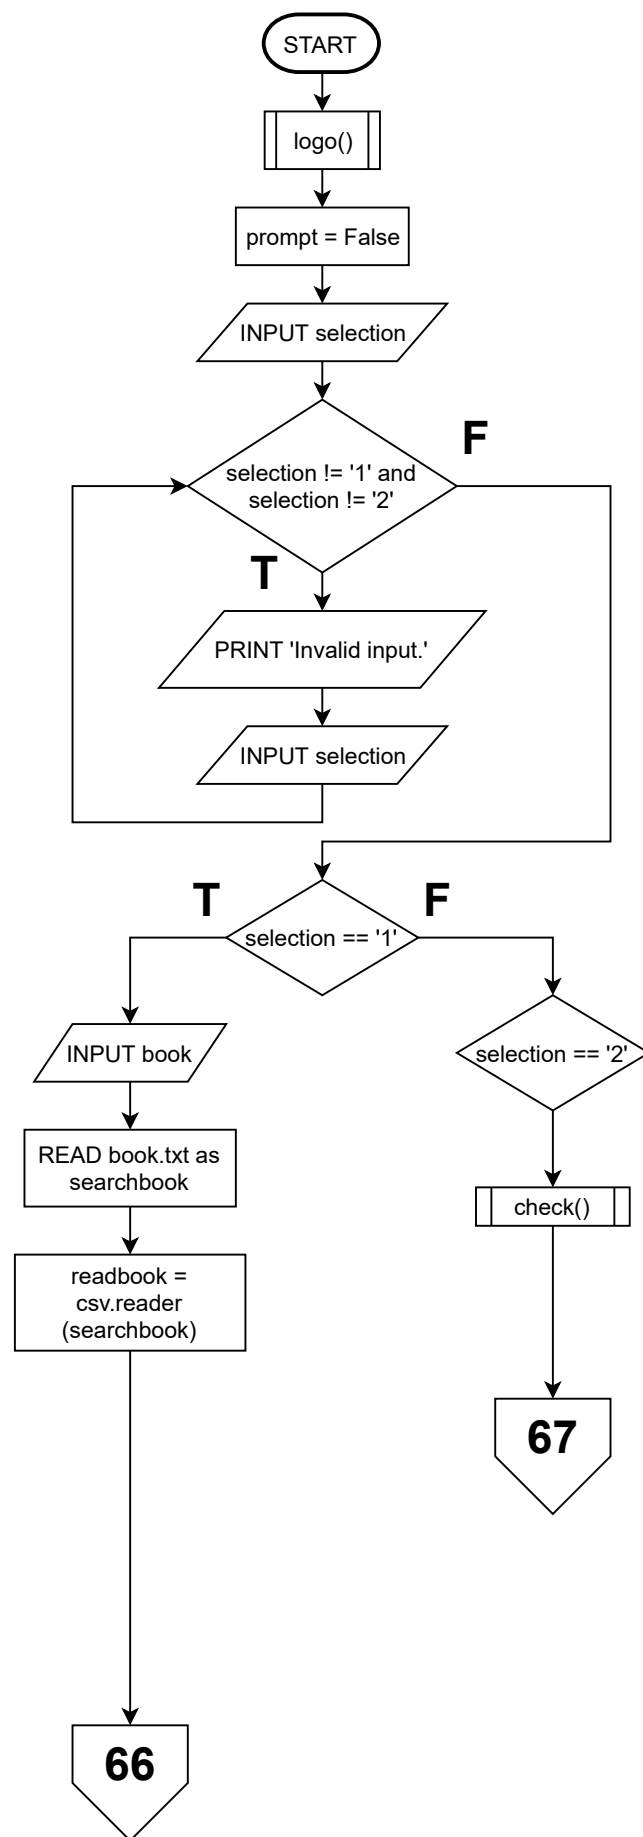 START
logo()
prompt = False
INPUT selection
F
selection != '1' and
selection != '2'
T
PRINT 'Invalid input.'
INPUT selection
T
F
selection == '1'
INPUT book
selection == '2'
READ book.txt as
searchbook
check()
readbook =
csv.reader
(searchbook)
67
66